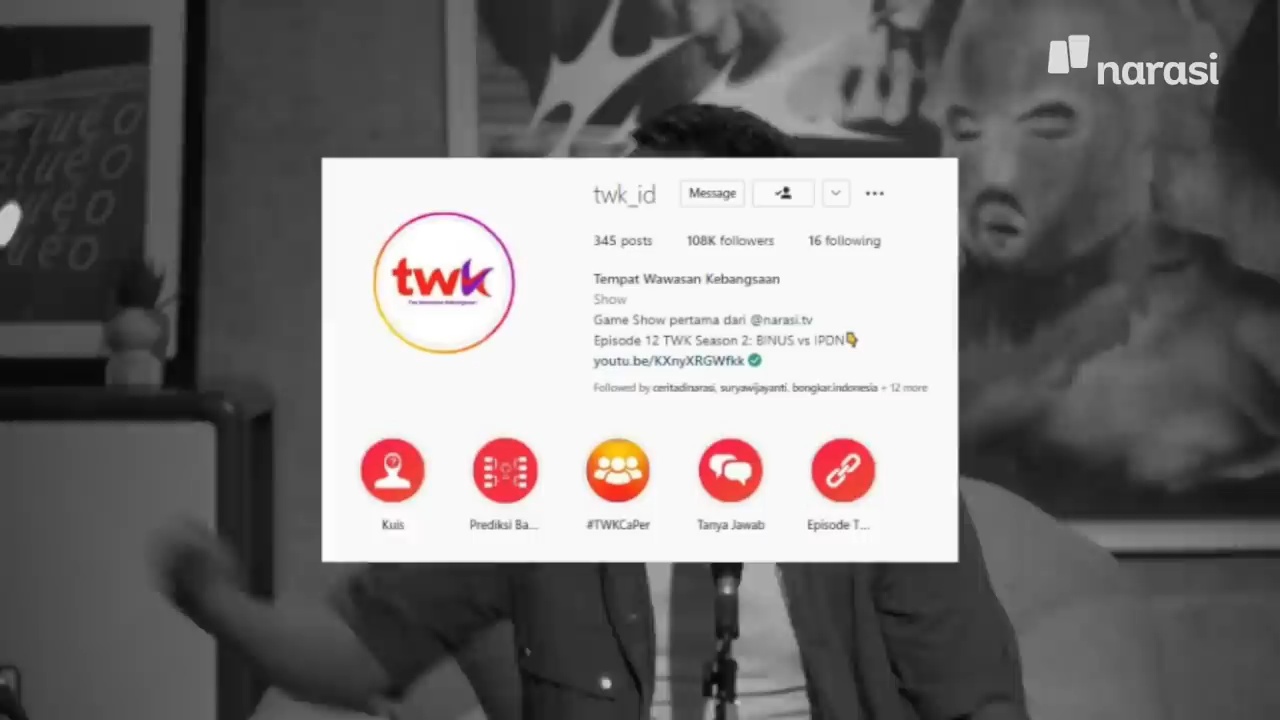 narasi
twk_id
Message
345 posts 108K followers 16 following
Tempat Wawasan Kebangsaan
Show
Game Show pertama dari @narasi.tv
Episode 12 TWK Season 2: BINUS vs IPDN👇
youtu.be/KXnyXRGWfkk
Followed by ceritadinarasi, suryawijayanti, bongkar.indonesia + 12 more
twk
Kuis Prediksi Ba... #TWKCaPer Tanya Jawab Episode T...